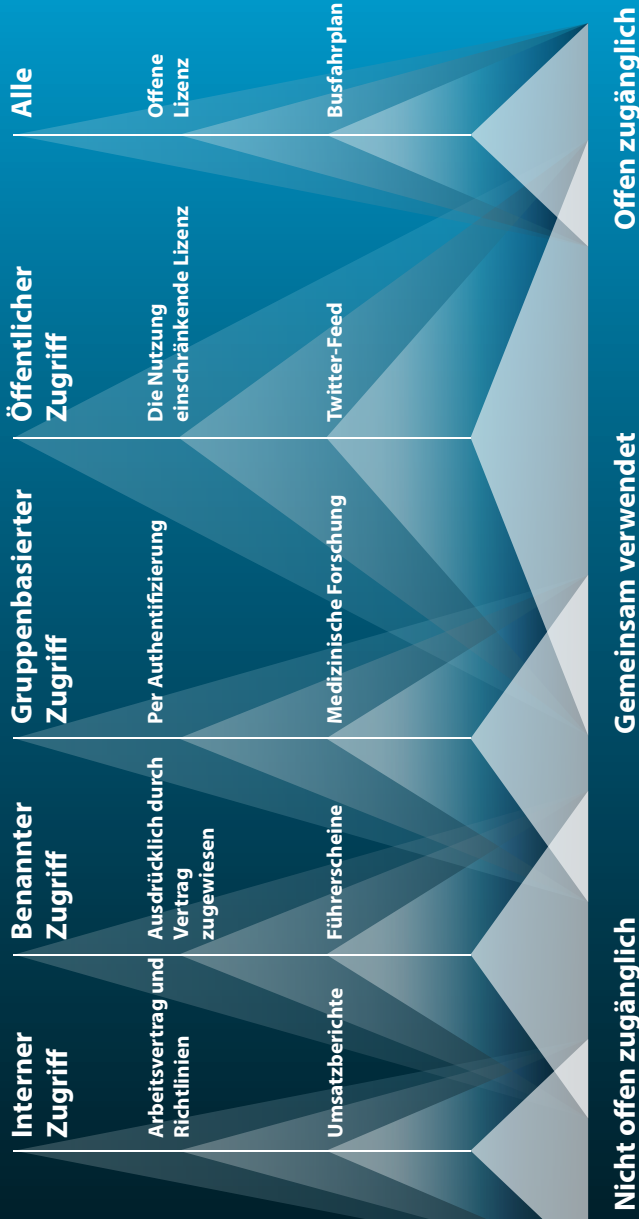 Interner
Zugriff
Arbeitsvertrag und
Richtlinien
Umsatzberichte
Benannter
Zugriff
Ausdrücklich durch
Vertrag
zugewiesen
Führerscheine
Gruppenbasierter
Zugriff
Per Authentifizierung
Medizinische Forschung
Öffentlicher
Zugriff
Die Nutzung
einschränkende Lizenz
Twitter-Feed
Alle
Offene
Lizenz
Busfahrplan
Nicht offen zugänglich
Gemeinsam verwendet
Offen zugänglich